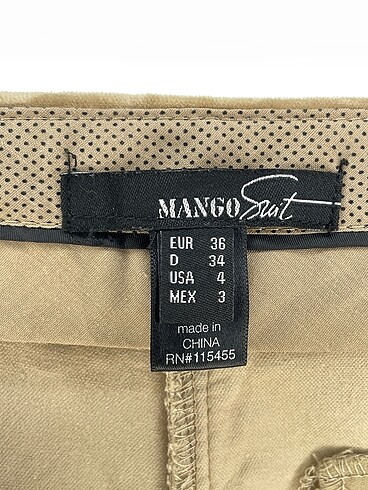 MANGO Suit
EUR 36
D 34
USA 4
MEX 3
made in
CHINA
RN#115455